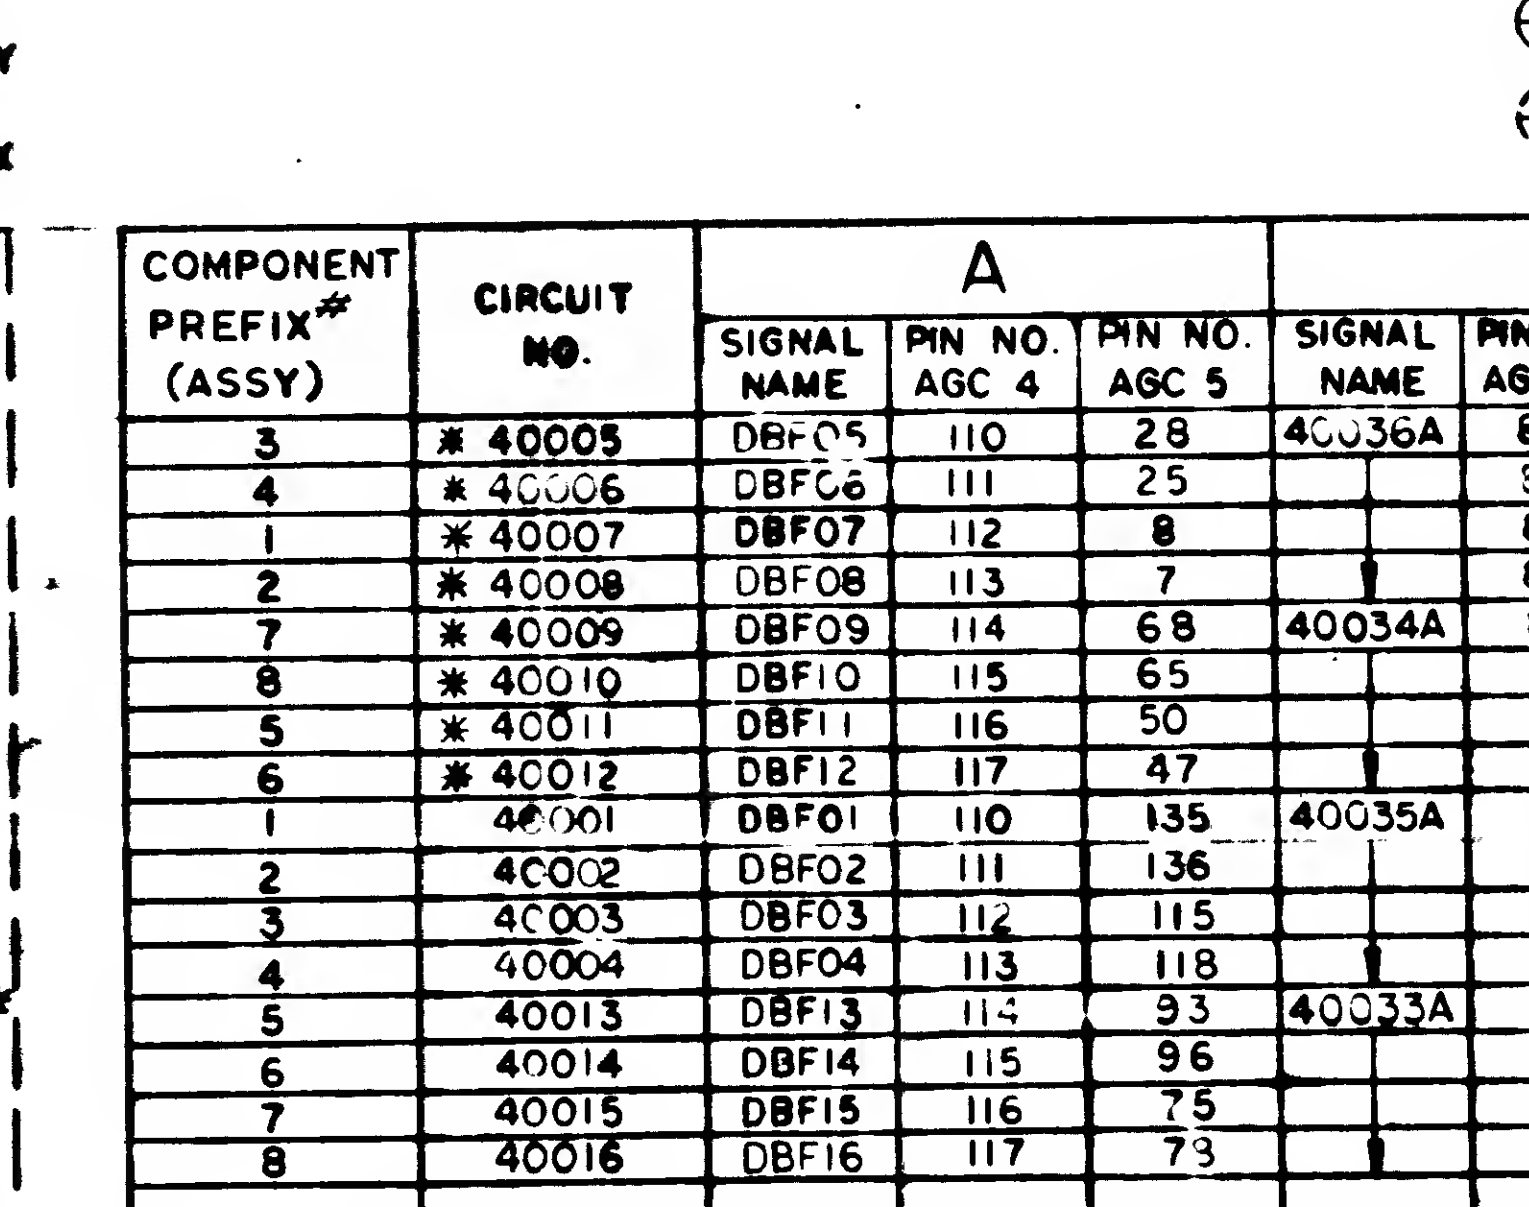 COMPONENT PREFIX# (ASSY)
CIRCUIT NO.
A
SIGNAL NAME
PIN NO. AGC 4
PIN NO. AGC 5
SIGNAL NAME
PIN
AG
3 * 40005 DBF05 110 28 40036A
4 * 40006 DBF06 111 25
1 * 40007 DBF07 112 8
2 * 40008 DBF08 113 7
7 * 40009 DBF09 114 68 40034A
8 * 40010 DBF10 115 65
5 * 40011 DBF11 116 50
6 * 40012 DBF12 117 47
1 40001 DBF01 110 135 40035A
2 40002 DBF02 111 136
3 40003 DBF03 112 115
4 40004 DBF04 113 118
5 40013 DBF13 114 93 40033A
6 40014 DBF14 115 96
7 40015 DBF15 116 75
8 40016 DBF16 117 78